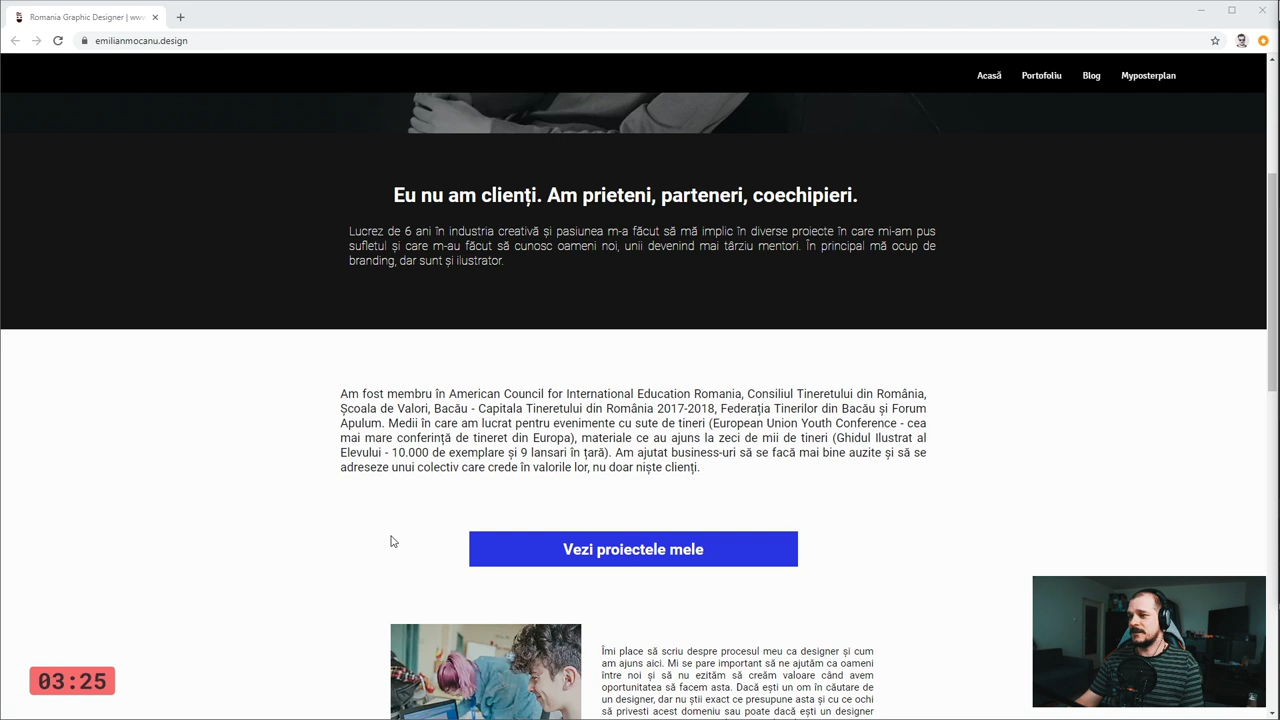 Romania Graphic Designer | www
emilianmocanu.design
Acasă
Portofoliu
Blog
Myposterplan
Eu nu am clienți. Am prieteni, parteneri, coechipieri.
Lucrez de 6 ani în industria creativă și pasiunea m-a făcut să mă implic în diverse proiecte în care mi-am pus
sufletul și care m-au făcut să cunosc oameni noi, unii devenind mai târziu mentori. În principal mă ocup de
branding, dar sunt și ilustrator.
Am fost membru în American Council for International Education Romania, Consiliul Tineretului din România,
Școala de Valori, Bacău - Capitala Tineretului din România 2017-2018, Federația Tinerilor din Bacău și Forum
Apulum. Medii în care am lucrat pentru evenimente cu sute de tineri (European Union Youth Conference - cea
mai mare conferință de tineret din Europa), materiale ce au ajuns la zeci de mii de tineri (Ghidul Ilustrat al
Elevului - 10.000 de exemplare și 9 lansari în țară). Am ajutat business-uri să se facă mai bine auzite și să se
adreseze unui colectiv care crede în valorile lor, nu doar niște clienți.
Vezi proiectele mele
Îmi place să scriu despre procesul meu ca designer și cum
am ajuns aici. Mi se pare important să ne ajutăm ca oameni
între noi și să nu ezităm să creăm valoare când avem
oportunitatea să facem asta. Dacă ești un om în căutare de
un designer, dar nu știi exact ce presupune asta și cu ce ochi
să privești acest domeniu sau poate dacă ești un designer
03:25